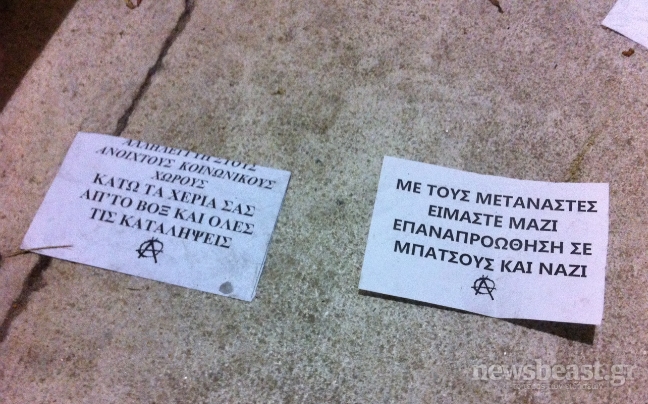 ΑΛΛΗΛΕΓΓΥΗ ΣΤΟΥΣ
ΑΝΟΙΧΤΟΥΣ ΚΟΙΝΩΝΙΚΟΥΣ
ΧΩΡΟΥΣ
ΚΑΤΩ ΤΑ ΧΕΡΙΑ ΣΑΣ
ΑΠ'ΤΟ ΒΟΞ ΚΑΙ ΟΛΕΣ
ΤΙΣ ΚΑΤΑΛΗΨΕΙΣ
ΜΕ ΤΟΥΣ ΜΕΤΑΝΑΣΤΕΣ
ΕΙΜΑΣΤΕ ΜΑΖΙ
ΕΠΑΝΑΠΡΟΩΘΗΣΗ ΣΕ
ΜΠΑΤΣΟΥΣ ΚΑΙ ΝΑΖΙ
newsbeast.gr